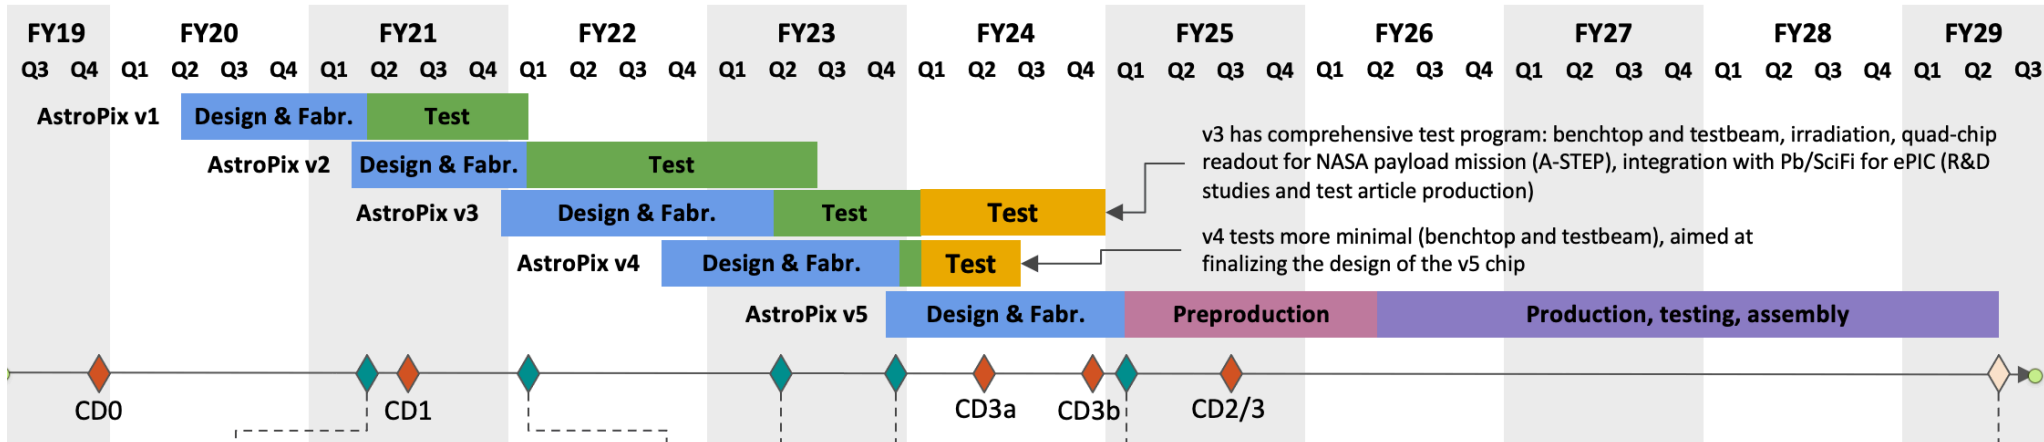 FY19 FY20 FY21 FY22 FY23 FY24 FY25 FY26 FY27 FY28 FY29
Q3 Q4 Q1 Q2 Q3 Q4 Q1 Q2 Q3 Q4 Q1 Q2 Q3 Q4 Q1 Q2 Q3 Q4 Q1 Q2 Q3 Q4 Q1 Q2 Q3 Q4 Q1 Q2 Q3 Q4 Q1 Q2 Q3 Q4 Q1 Q2 Q3 Q4 Q1 Q2 Q3
AstroPix v1 Design & Fabr. Test
AstroPix v2 Design & Fabr. Test
AstroPix v3 Design & Fabr. Test Test
v3 has comprehensive test program: benchtop and testbeam, irradiation, quad-chip
readout for NASA payload mission (A-STEP), integration with Pb/SciFi for ePIC (R&D
studies and test article production)
AstroPix v4 Design & Fabr. Test
v4 tests more minimal (benchtop and testbeam), aimed at
finalizing the design of the v5 chip
AstroPix v5 Design & Fabr. Preproduction Production, testing, assembly
CD0 CD1 CD3a CD3b CD2/3